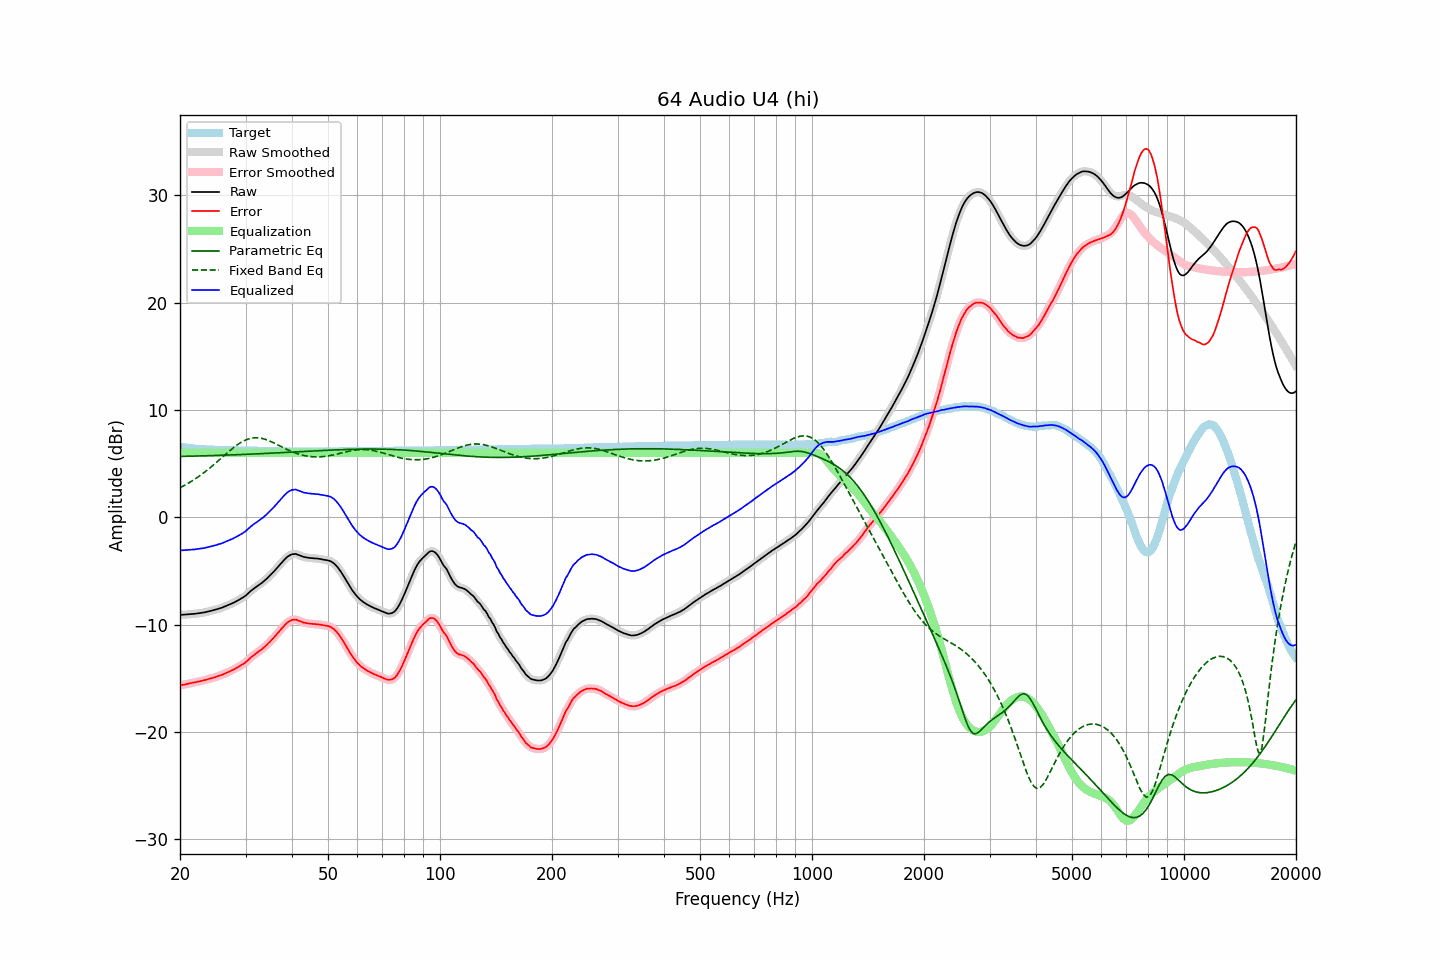 64 Audio U4 (hi)
Target
Raw Smoothed
Error Smoothed
Raw
Error
Equalization
Parametric Eq
Fixed Band Eq
Equalized
30
20
10
0
−10
−20
−30
Amplitude (dBr)
20 50 100 200 500 1000 2000 5000 10000 20000
Frequency (Hz)